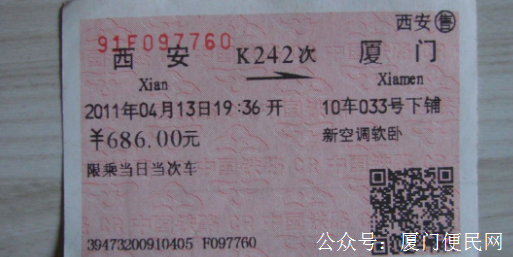 西安售
91F097760
西安 K242次 厦门
Xian Xiamen
2011年04月13日19:36开 10车033号下铺
￥686.00元 新空调软卧
限乘当日当次车
39473200910405 F097760
公众号：厦门便民网